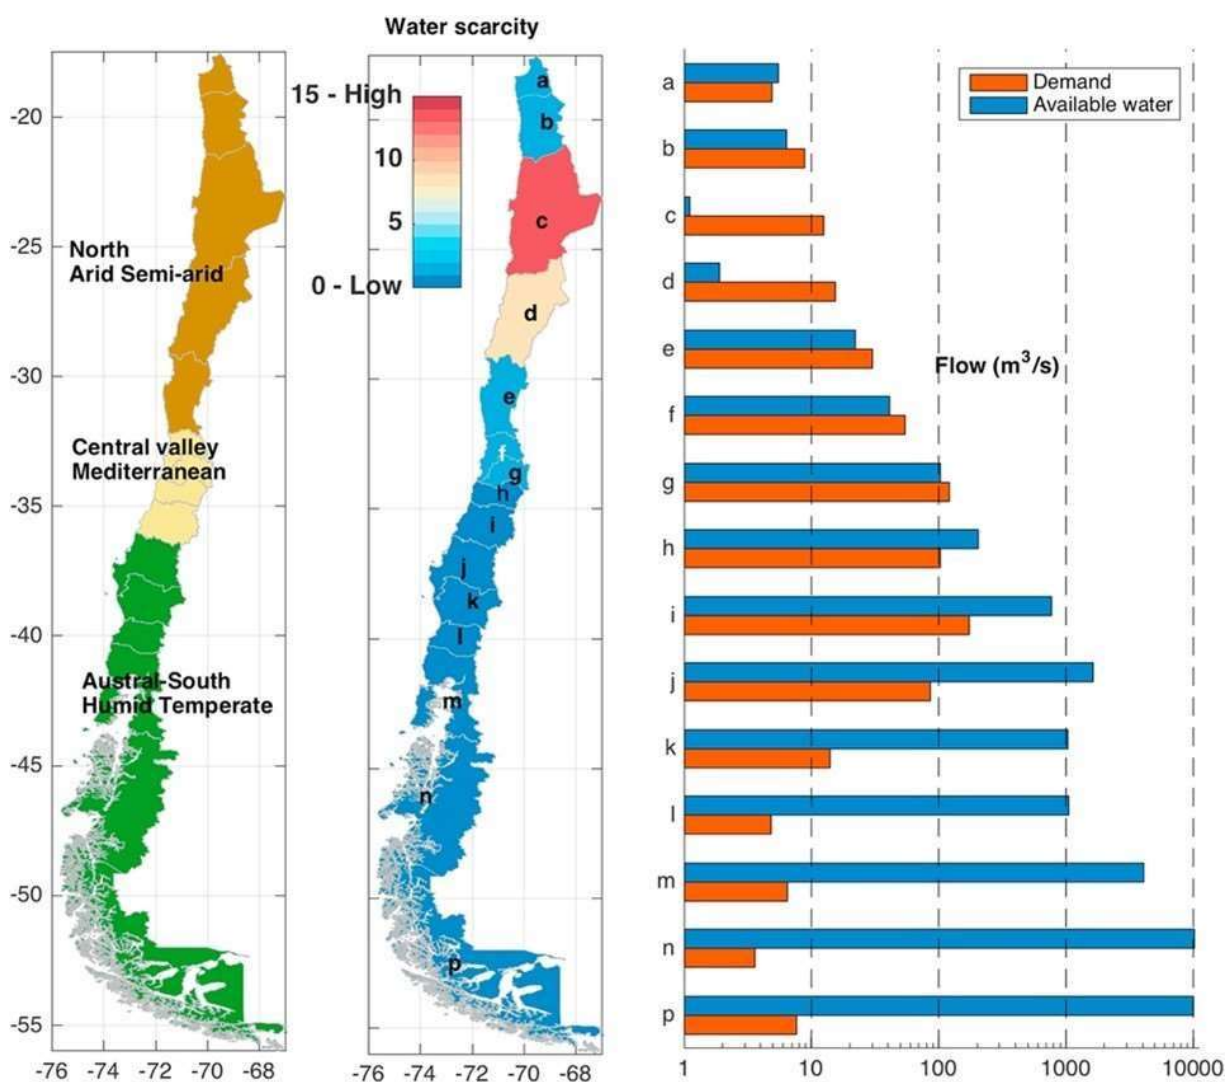 Water scarcity
-20
-25
-30
-35
-40
-45
-50
-55
-76
-74
-72
-70
-68
North
Arid Semi-arid
Central valley
Mediterranean
Austral-South
Humid Temperate
15 - High
10
5
0 - Low
a
b
c
d
e
f
g
h
i
j
k
l
m
n
p
-76
-74
-72
-70
-68
Demand
Available water
Flow (m³/s)
a
b
c
d
e
f
g
h
i
j
k
l
m
n
p
1
10
100
1000
10000